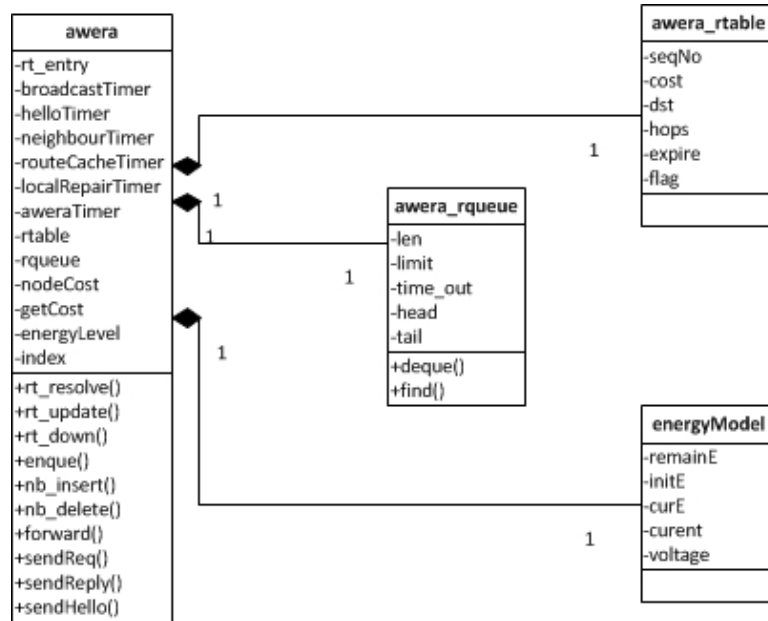 awera
-rt_entry
-broadcastTimer
-helloTimer
-neighbourTimer
-routeCacheTimer
-localRepairTimer
-aweraTimer
-rtable
-rqueue
-nodeCost
-getCost
-energyLevel
-index
+rt_resolve()
+rt_update()
+rt_down()
+enque()
+nb_insert()
+nb_delete()
+forward()
+sendReq()
+sendReply()
+sendHello()
1
1
1
1
1
1
awera_rqueue
-len
-limit
-time_out
-head
-tail
+deque()
+find()
awera_rtable
-seqNo
-cost
-dst
-hops
-expire
-flag
energyModel
-remainE
-initE
-curE
-curent
-voltage